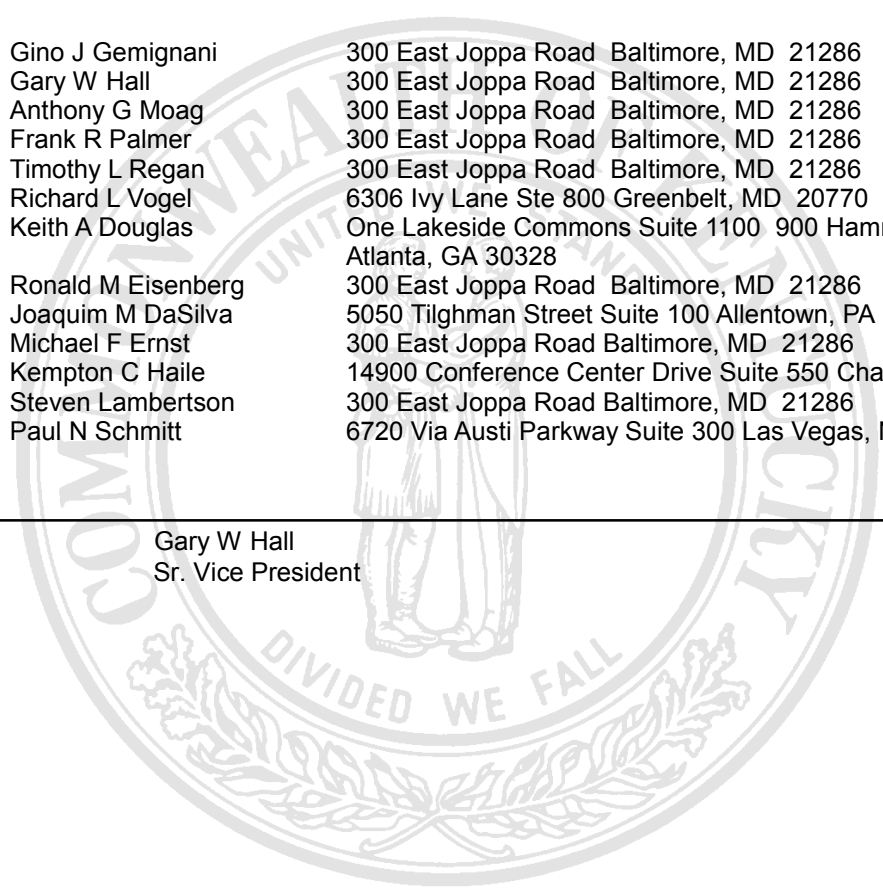 Gino J Gemignani 300 East Joppa Road Baltimore, MD 21286
Gary W Hall 300 East Joppa Road Baltimore, MD 21286
Anthony G Moag 300 East Joppa Road Baltimore, MD 21286
Frank R Palmer 300 East Joppa Road Baltimore, MD 21286
Timothy L Regan 300 East Joppa Road Baltimore, MD 21286
Richard L Vogel 6306 Ivy Lane Ste 800 Greenbelt, MD 20770
Keith A Douglas One Lakeside Commons Suite 1100 900
Atlanta, GA 30328
Ronald M Eisenberg 300 East Joppa Road Baltimore, MD 21286
Joaquim M DaSilva 5050 Tilghman Street Suite 100 Allentown, PA
Michael F Ernst 300 East Joppa Road Baltimore, MD 21286
Kempton C Haile 14900 Conference Center Drive Suite 550
Steven Lambertson 300 East Joppa Road Baltimore, MD 21286
Paul N Schmitt 6720 Via Austi Parkway Suite 300 Las Vegas,
Gary W Hall
Sr. Vice President
COMMONWEALTH OF KENTUCKY
UNITED WE STAND
DIVIDED WE FALL